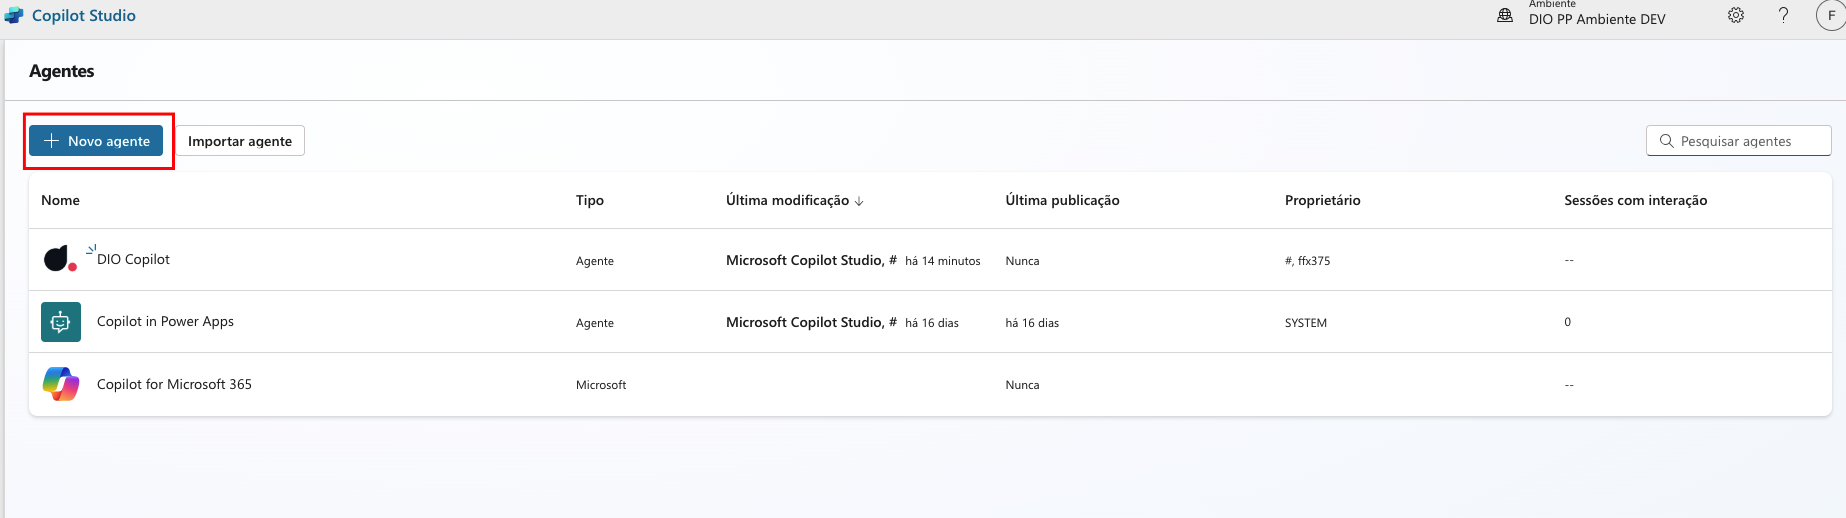 Copilot Studio
Ambiente
DIO PP Ambiente DEV
?
F
Agentes
Novo agente
Importar agente
Pesquisar agentes
Nome Tipo Última modificação ↓ Última publicação Proprietário Sessões com interação
DIO Copilot Agente Microsoft Copilot Studio, # há 14 minutos Nunca #, ffx375 --
Copilot in Power Apps Agente Microsoft Copilot Studio, # há 16 dias há 16 dias SYSTEM 0
Copilot for Microsoft 365 Microsoft Nunca --